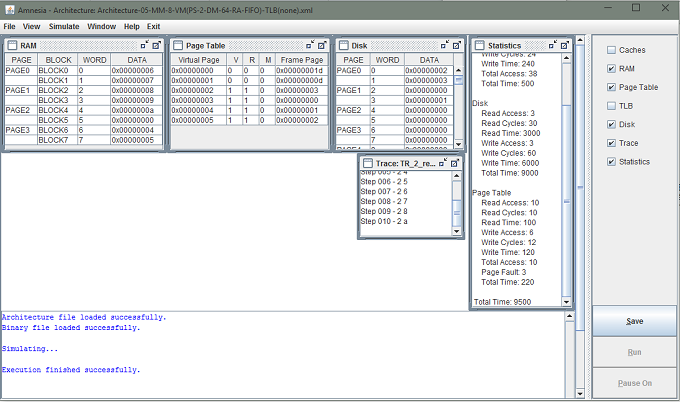 Amnesia - Architecture: Architecture-05-MM-8-VM(PS-2-DM-64-RA-FIFO)-TLB(none).xml
File View Simulate Window Help Exit
RAM
PAGE BLOCK WORD DATA
PAGE0 BLOCK0 0 0x00000006
BLOCK1 1 0x00000007
PAGE1 BLOCK2 2 0x00000008
BLOCK3 3 0x00000009
PAGE2 BLOCK4 4 0x0000000a
BLOCK5 5 0x00000000
PAGE3 BLOCK6 6 0x00000004
BLOCK7 7 0x00000005
Page Table
Virtual Page V R M Frame Page
0x00000000 0 0 0 0x0000001d
0x00000001 0 0 0 0x0000000d
0x00000002 1 1 0 0x00000003
0x00000003 1 1 0 0x00000000
0x00000004 1 1 0 0x00000001
0x00000005 1 1 0 0x00000002
Disk
PAGE WORD DATA
PAGE0 0 0x00000002
1 0x00000003
PAGE1 2 0x00000000
3 0x00000001
PAGE2 4 0x00000000
5 0x00000000
PAGE3 6 0x00000000
7 0x00000000
Trace: TR_2_re...
Step 005 - 2 4
Step 006 - 2 5
Step 007 - 2 6
Step 008 - 2 7
Step 009 - 2 8
Step 010 - 2 a
Statistics
Write Cycles: 24
Write Time: 240
Total Access: 38
Total Time: 500
Disk
Read Access: 3
Read Cycles: 30
Read Time: 3000
Write Access: 3
Write Cycles: 60
Write Time: 6000
Total Time: 9000
Page Table
Read Access: 10
Read Cycles: 10
Read Time: 100
Write Access: 6
Write Cycles: 12
Write Time: 120
Total Access: 10
Page Fault: 3
Total Time: 220
Total Time: 9500
Caches
RAM
Page Table
TLB
Disk
Trace
Statistics
Save
Run
Pause On
Architecture file loaded successfully.
Binary file loaded successfully.
Simulating...
Execution finished successfully.